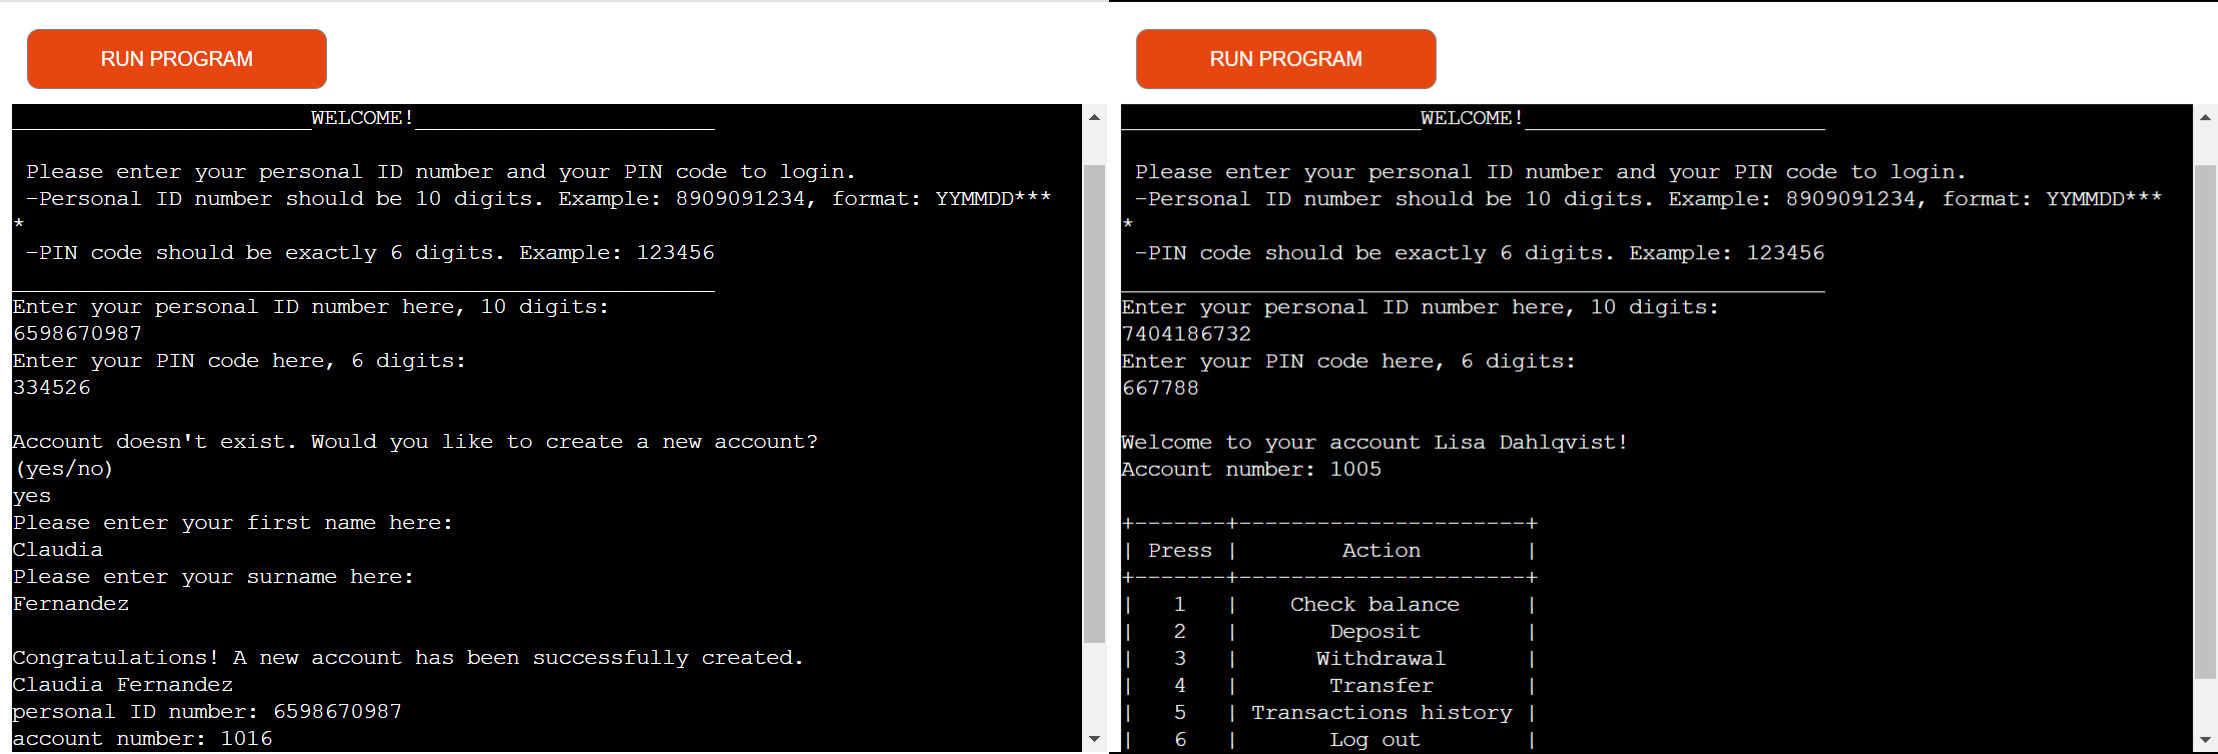 RUN PROGRAM
______________________WELCOME!______________________
Please enter your personal ID number and your PIN code to login.
-Personal ID number should be 10 digits. Example: 8909091234, format: YYMMDD***
*
-PIN code should be exactly 6 digits. Example: 123456
Enter your personal ID number here, 10 digits:
6598670987
Enter your PIN code here, 6 digits:
334526
Account doesn't exist. Would you like to create a new account?
(yes/no)
yes
Please enter your first name here:
Claudia
Please enter your surname here:
Fernandez
Congratulations! A new account has been successfully created.
Claudia Fernandez
personal ID number: 6598670987
account number: 1016
RUN PROGRAM
______________________WELCOME!______________________
Please enter your personal ID number and your PIN code to login.
-Personal ID number should be 10 digits. Example: 8909091234, format: YYMMDD***
*
-PIN code should be exactly 6 digits. Example: 123456
Enter your personal ID number here, 10 digits:
7404186732
Enter your PIN code here, 6 digits:
667788
Welcome to your account Lisa Dahlqvist!
Account number: 1005
+-------+----------------------+
| Press |        Action        |
+-------+----------------------+
|   1   |    Check balance     |
|   2   |       Deposit        |
|   3   |      Withdrawal      |
|   4   |       Transfer       |
|   5   | Transactions history |
|   6   |       Log out        |